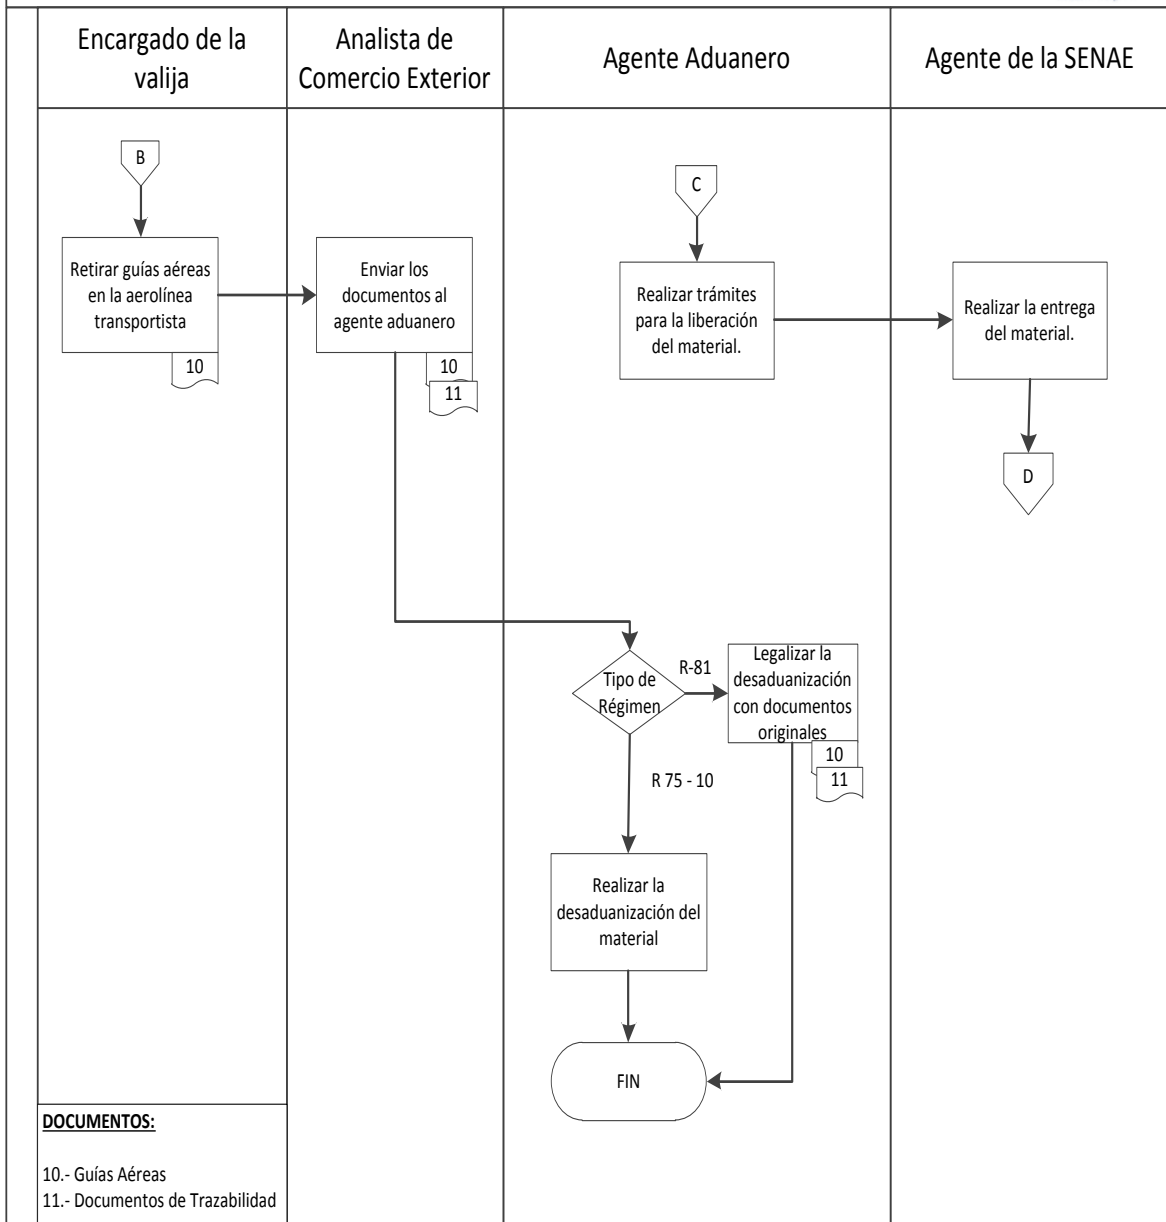 Encargado de la
valija
Analista de
Comercio Exterior
Agente Aduanero
Agente de la SENAE
B
C
Retirar guías aéreas
en la aerolínea
transportista
10
Enviar los
documentos al
agente aduanero
10
11
Realizar trámites
para la liberación
del material.
Realizar la entrega
del material.
D
Tipo de
Régimen
R-81
Legalizar la
desaduanización
con documentos
originales
10
11
R 75 - 10
Realizar la
desaduanización del
material
FIN
DOCUMENTOS:
10.- Guías Aéreas
11.- Documentos de Trazabilidad